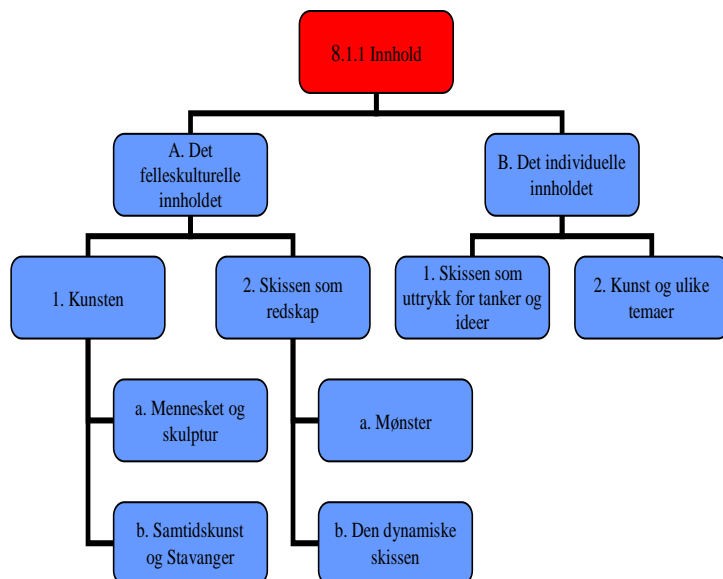 8.1.1 Innhold
A. Det
felleskulturelle
innholdet
B. Det individuelle
innholdet
1. Kunsten
2. Skissen som
redskap
1. Skissen som
uttrykk for tanker og
ideer
2. Kunst og ulike
temaer
a. Mennesket og
skulptur
a. Mønster
b. Samtidskunst
og Stavanger
b. Den dynamiske
skissen